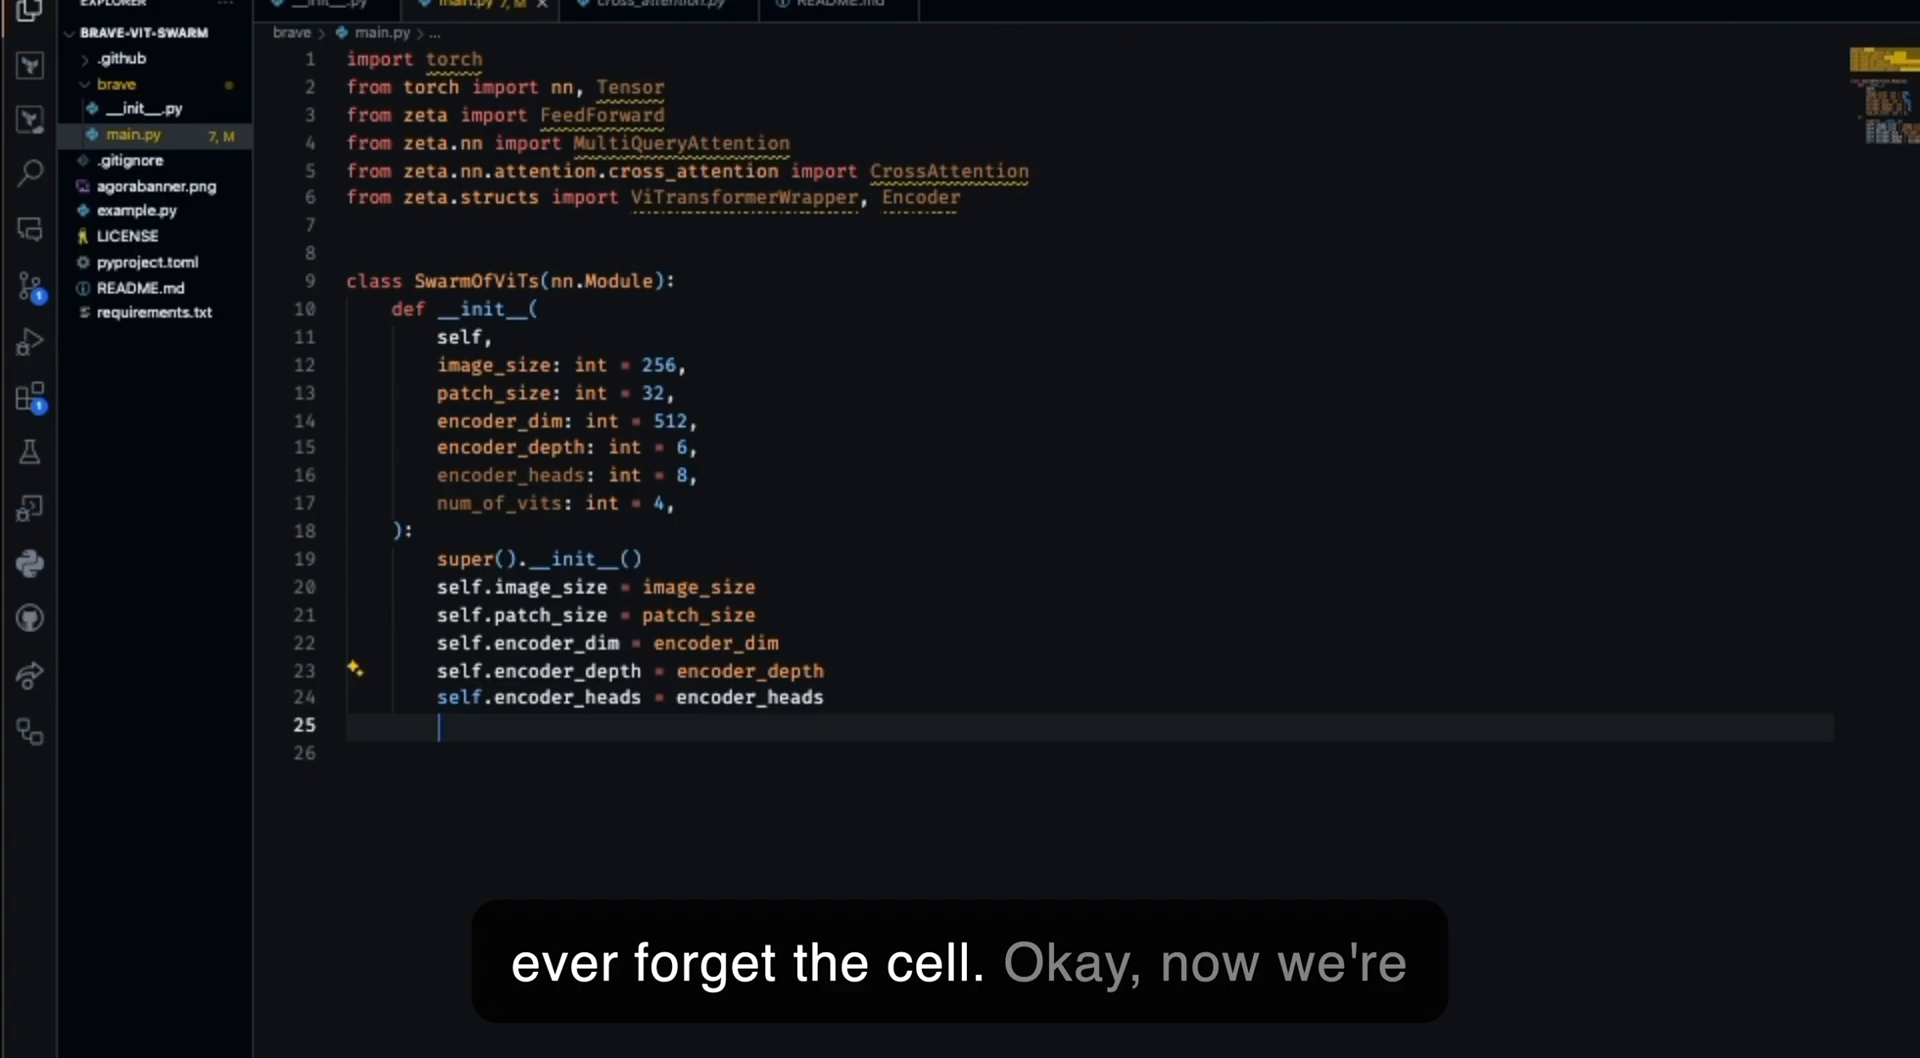 EXPLORER
__init__.py
main.py 7, M
cross_attention.py
README.md
BRAVE-VIT-SWARM
.github
brave
__init__.py
main.py 7, M
.gitignore
agorabanner.png
example.py
LICENSE
pyproject.toml
README.md
requirements.txt
1
1
brave > main.py > ...
1 import torch
2 from torch import nn, Tensor
3 from zeta import FeedForward
4 from zeta.nn import MultiQueryAttention
5 from zeta.nn.attention.cross_attention import CrossAttention
6 from zeta.structs import ViTransformerWrapper, Encoder
7
8
9 class SwarmOfViTs(nn.Module):
10 def __init__(
11 self,
12 image_size: int = 256,
13 patch_size: int = 32,
14 encoder_dim: int = 512,
15 encoder_depth: int = 6,
16 encoder_heads: int = 8,
17 num_of_vits: int = 4,
18 ):
19 super().__init__()
20 self.image_size = image_size
21 self.patch_size = patch_size
22 self.encoder_dim = encoder_dim
23 self.encoder_depth = encoder_depth
24 self.encoder_heads = encoder_heads
25
26
ever forget the cell. Okay, now we're